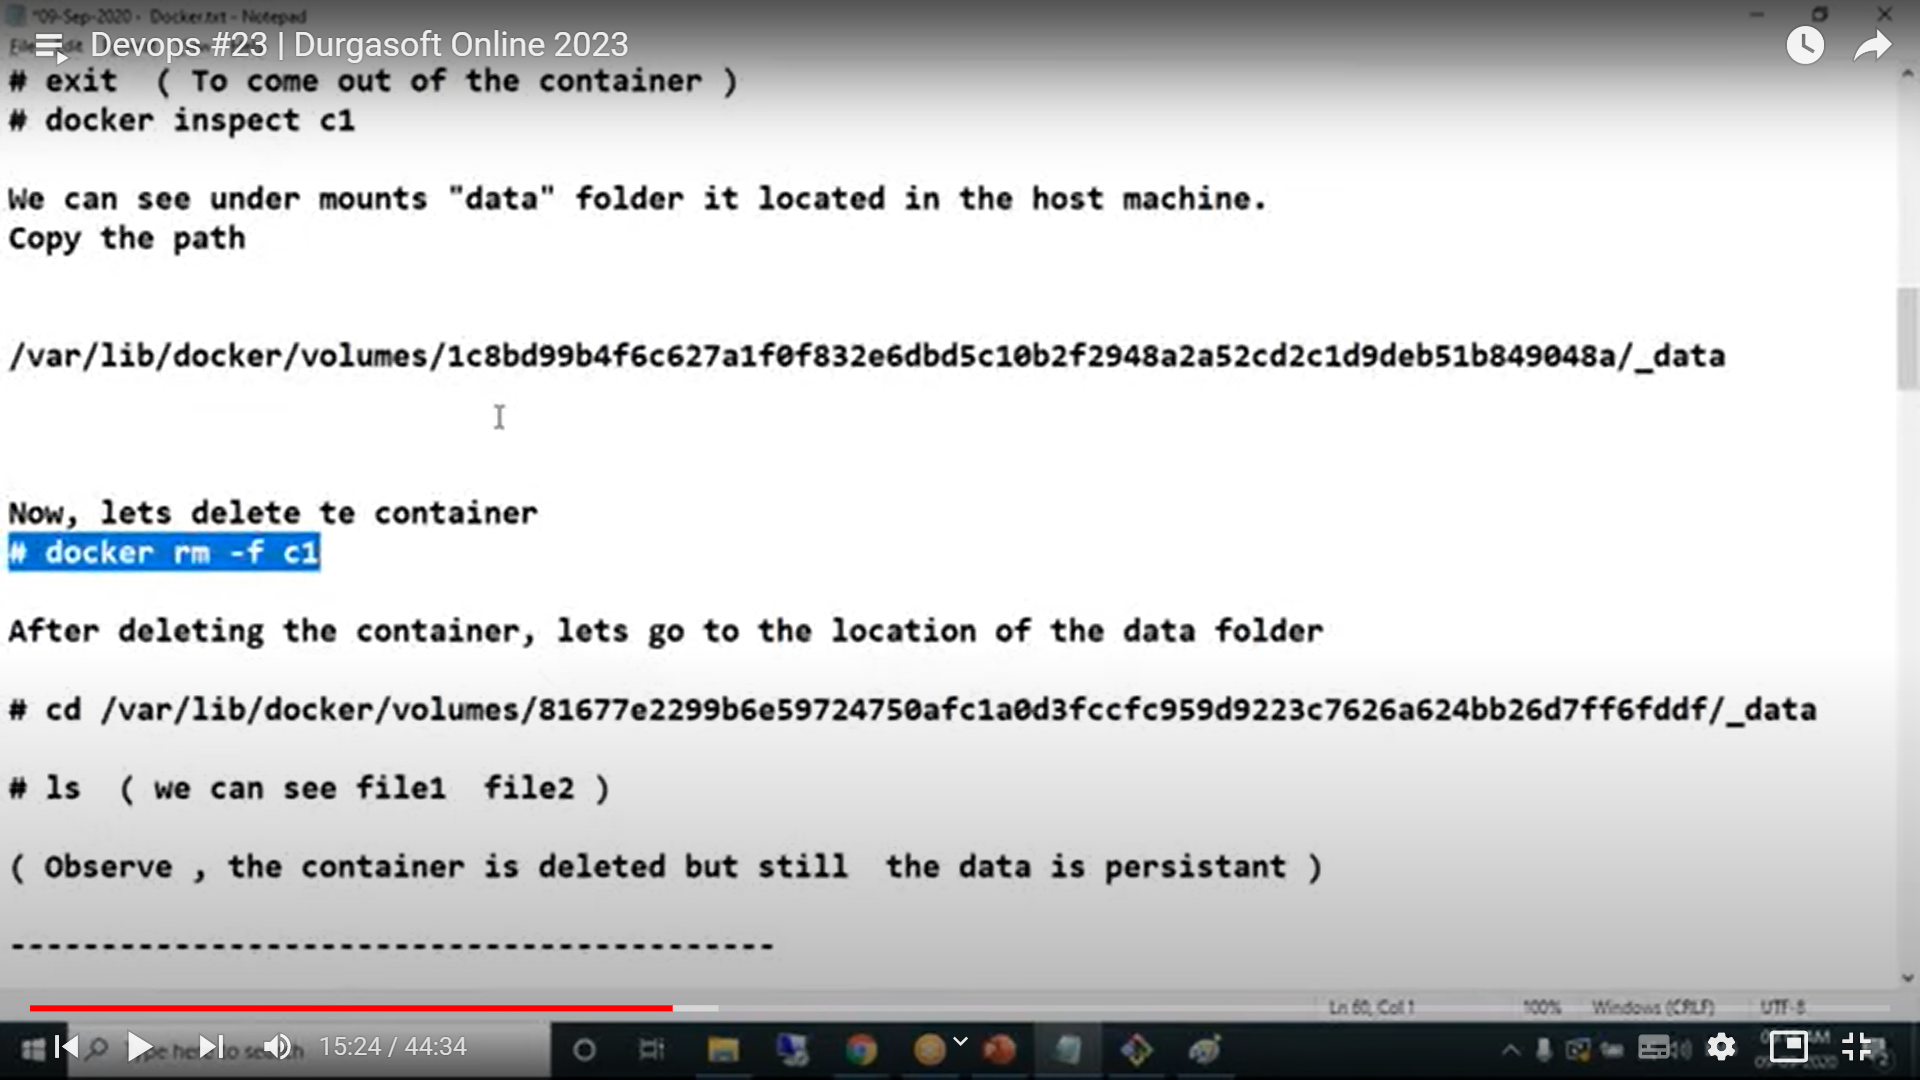 *09-Sep-2020 - Docker.txt - Notepad
Devops #23 | Durgasoft Online 2023
# exit  ( To come out of the container )
# docker inspect c1
We can see under mounts "data" folder it located in the host machine.
Copy the path
/var/lib/docker/volumes/1c8bd99b4f6c627a1f0f832e6dbd5c10b2f2948a2a52cd2c1d9deb51b849048a/_data
Now, lets delete te container
# docker rm -f c1
After deleting the container, lets go to the location of the data folder
# cd /var/lib/docker/volumes/81677e2299b6e59724750afc1a0d3fccfc959d9223c7626a624bb26d7ff6fddf/_data
# ls  ( we can see file1  file2 )
( Observe , the container is deleted but still  the data is persistant )
------------------------------------------
Ln 60, Col 1 100% Windows (CRLF) UTF-8
Type here to search 15:24 / 44:34